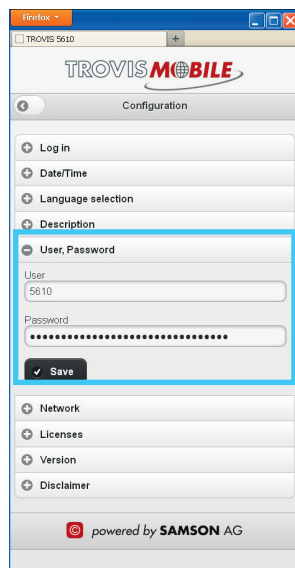 Firefox
TROVIS 5610
TROVIS MOBILE
Configuration
Log in
Date/Time
Language selection
Description
User, Password
User
5610
Password
••••••••••••••••••••••••••••••••
Save
Network
Licenses
Version
Disclaimer
© powered by SAMSON AG